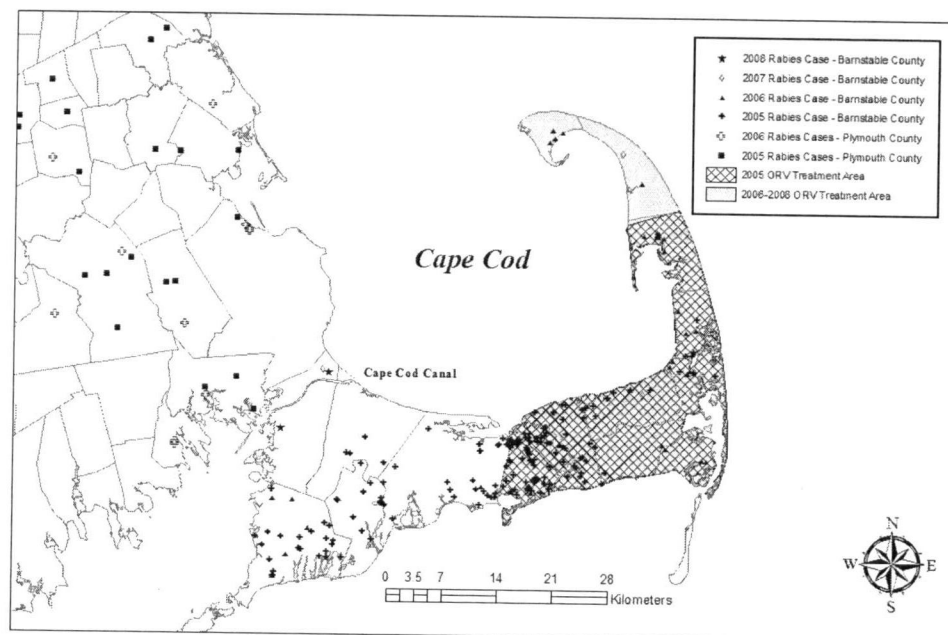 2008 Rabies Case - Barnstable County
2007 Rabies Case - Barnstable County
2006 Rabies Case - Barnstable County
2005 Rabies Case - Barnstable County
2006 Rabies Cases - Plymouth County
2005 Rabies Cases - Plymouth County
2005 ORV Treatment Area
2006-2008 ORV Treatment Area
Cape Cod
Cape Cod Canal
N
W E
S
0 3.5 7 14 21 28
Kilometers